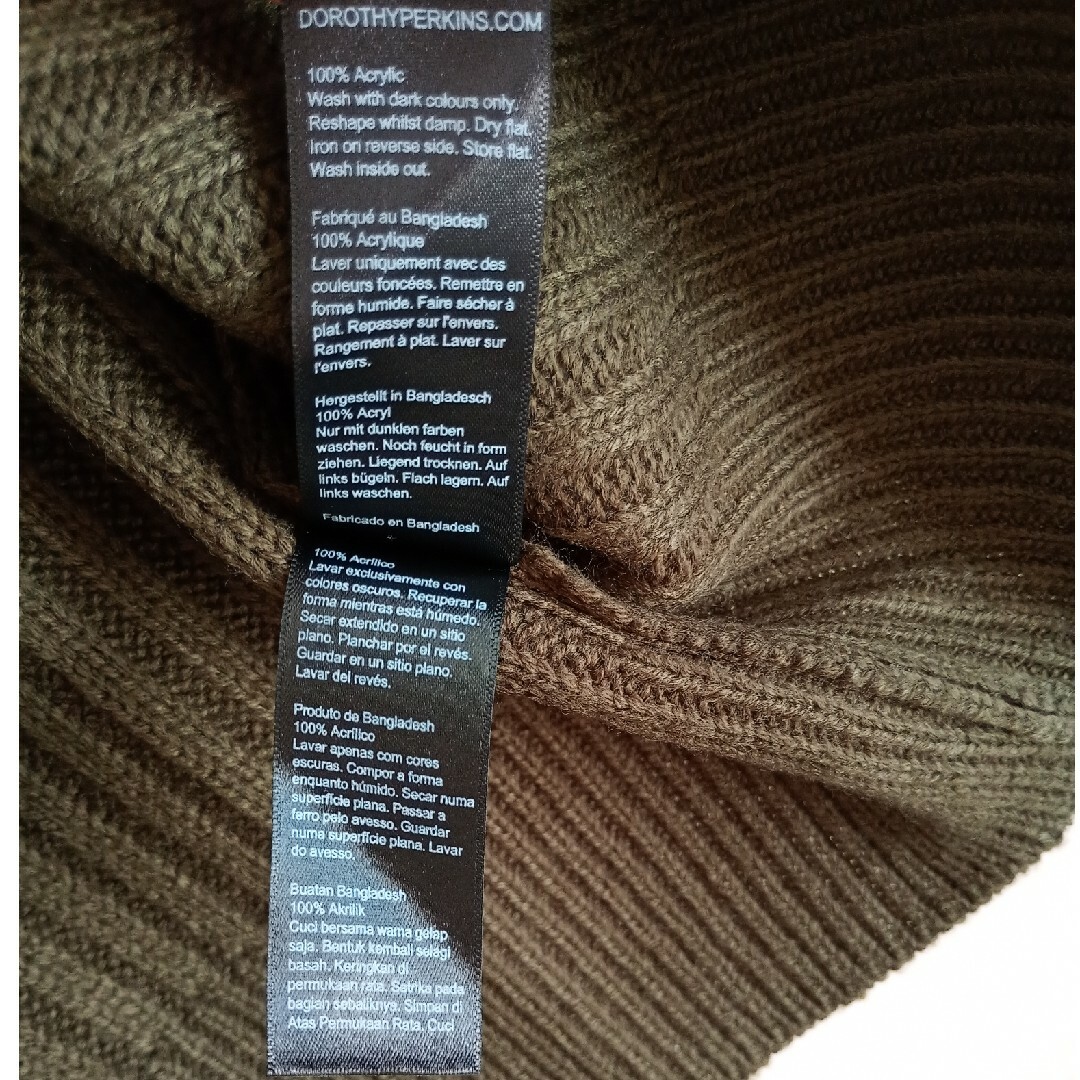 DOROTHYPERKINS.COM
100% Acrylic
Wash with dark colours only.
Reshape whilst damp. Dry flat.
Iron on reverse side. Store flat.
Wash inside out.
Fabriqué au Bangladesh
100% Acrylique
Laver uniquement avec des
couleurs foncées. Remettre en
forme humide. Faire sécher à
plat. Repasser sur l'envers.
Rangement à plat. Laver sur
l'envers.
Hergestellt in Bangladesch
100% Acryl
Nur mit dunklen farben
waschen. Noch feucht in form
ziehen. Liegend trocknen. Auf
links bügeln. Flach lagern. Auf
links waschen.
Fabricado en Bangladesh
100% Acrílico
Lavar exclusivamente con
colores oscuros. Recuperar la
forma mientras está húmedo.
Secar extendido en un sitio
plano. Planchar por el revés.
Guardar en un sitio plano.
Lavar del revés.
Produto de Bangladesh
100% Acrílico
Lavar apenas com cores
escuras. Compor a forma
enquanto húmido. Secar numa
superfície plana. Passar a
ferro pelo avesso. Guardar
numa superfície plana. Lavar
do avesso.
Buatan Bangladesh
100% Akrilik
Cuci bersama warna gelap
saja. Bentuk kembali selagi
basah. Keringkan di
permukaan rata. Satrika pada
bagian sebaliknya. Simpan di
Atas Permukaan Rata. Cuci